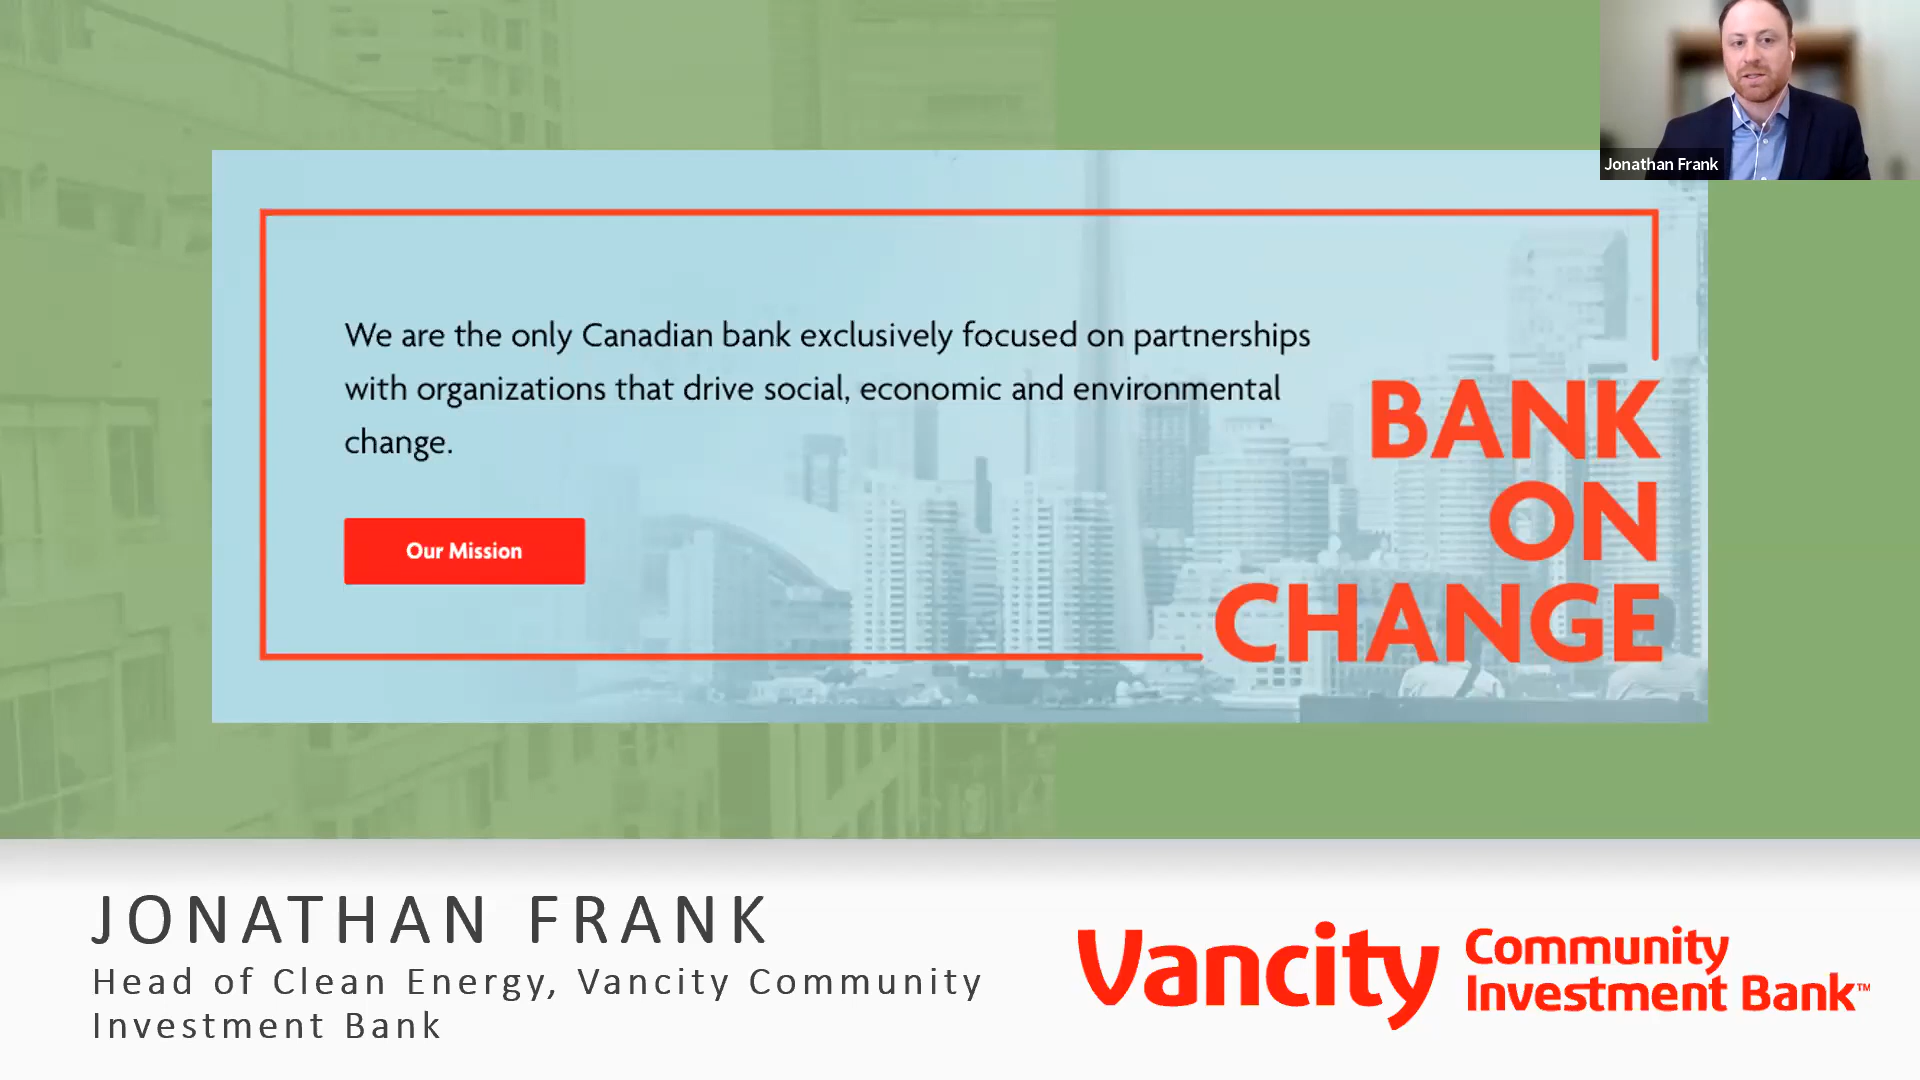 Jonathan Frank
We are the only Canadian bank exclusively focused on partnerships
with organizations that drive social, economic and environmental
change.
Our Mission
BANK
ON
CHANGE
JONATHAN FRANK
Head of Clean Energy, Vancity Community
Investment Bank
Vancity Community
Investment Bank™